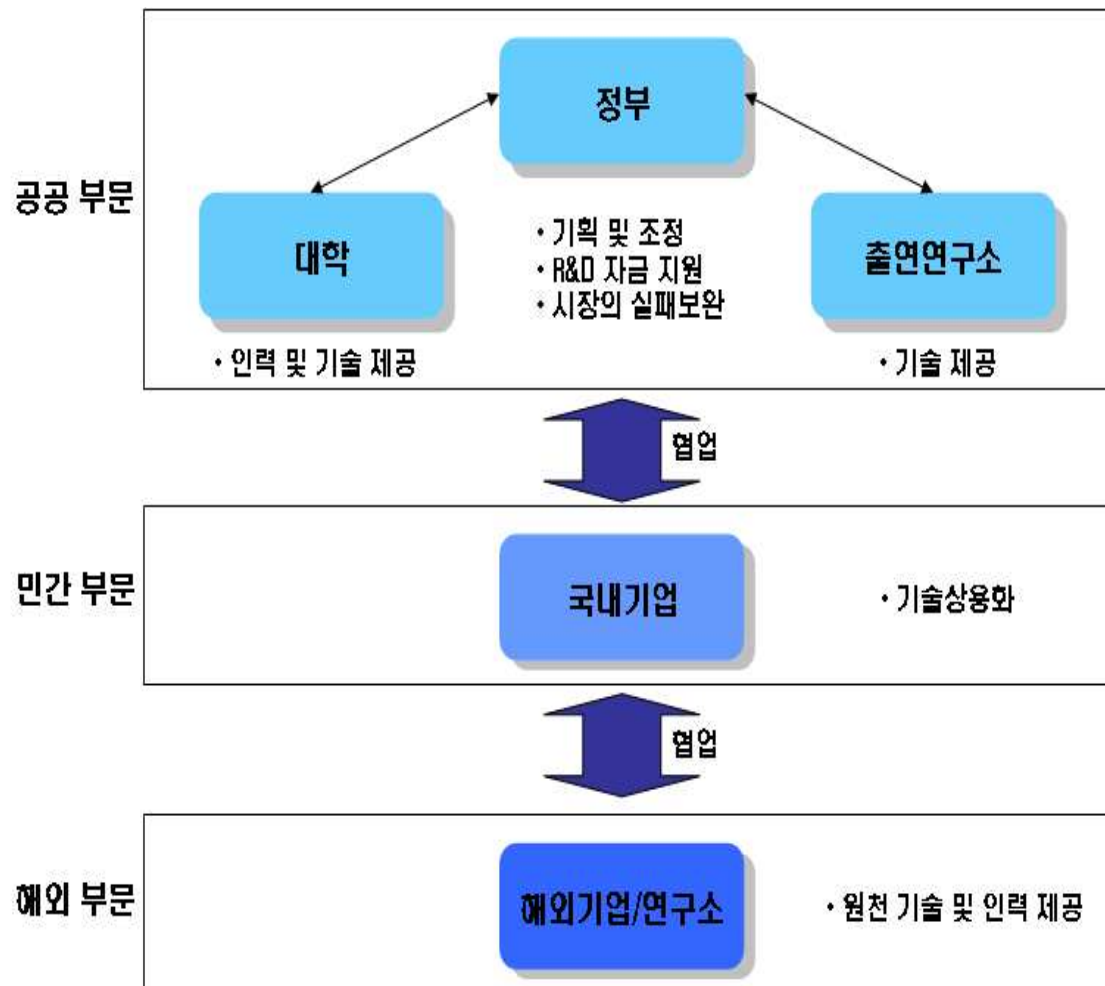 공공 부문
정부
대학
• 기획 및 조정
• R&D 자금 지원
• 시장의 실패보완
출연연구소
• 인력 및 기술 제공
• 기술 제공
협업
민간 부문
국내기업
• 기술상용화
협업
해외 부문
해외기업/연구소
• 원천 기술 및 인력 제공